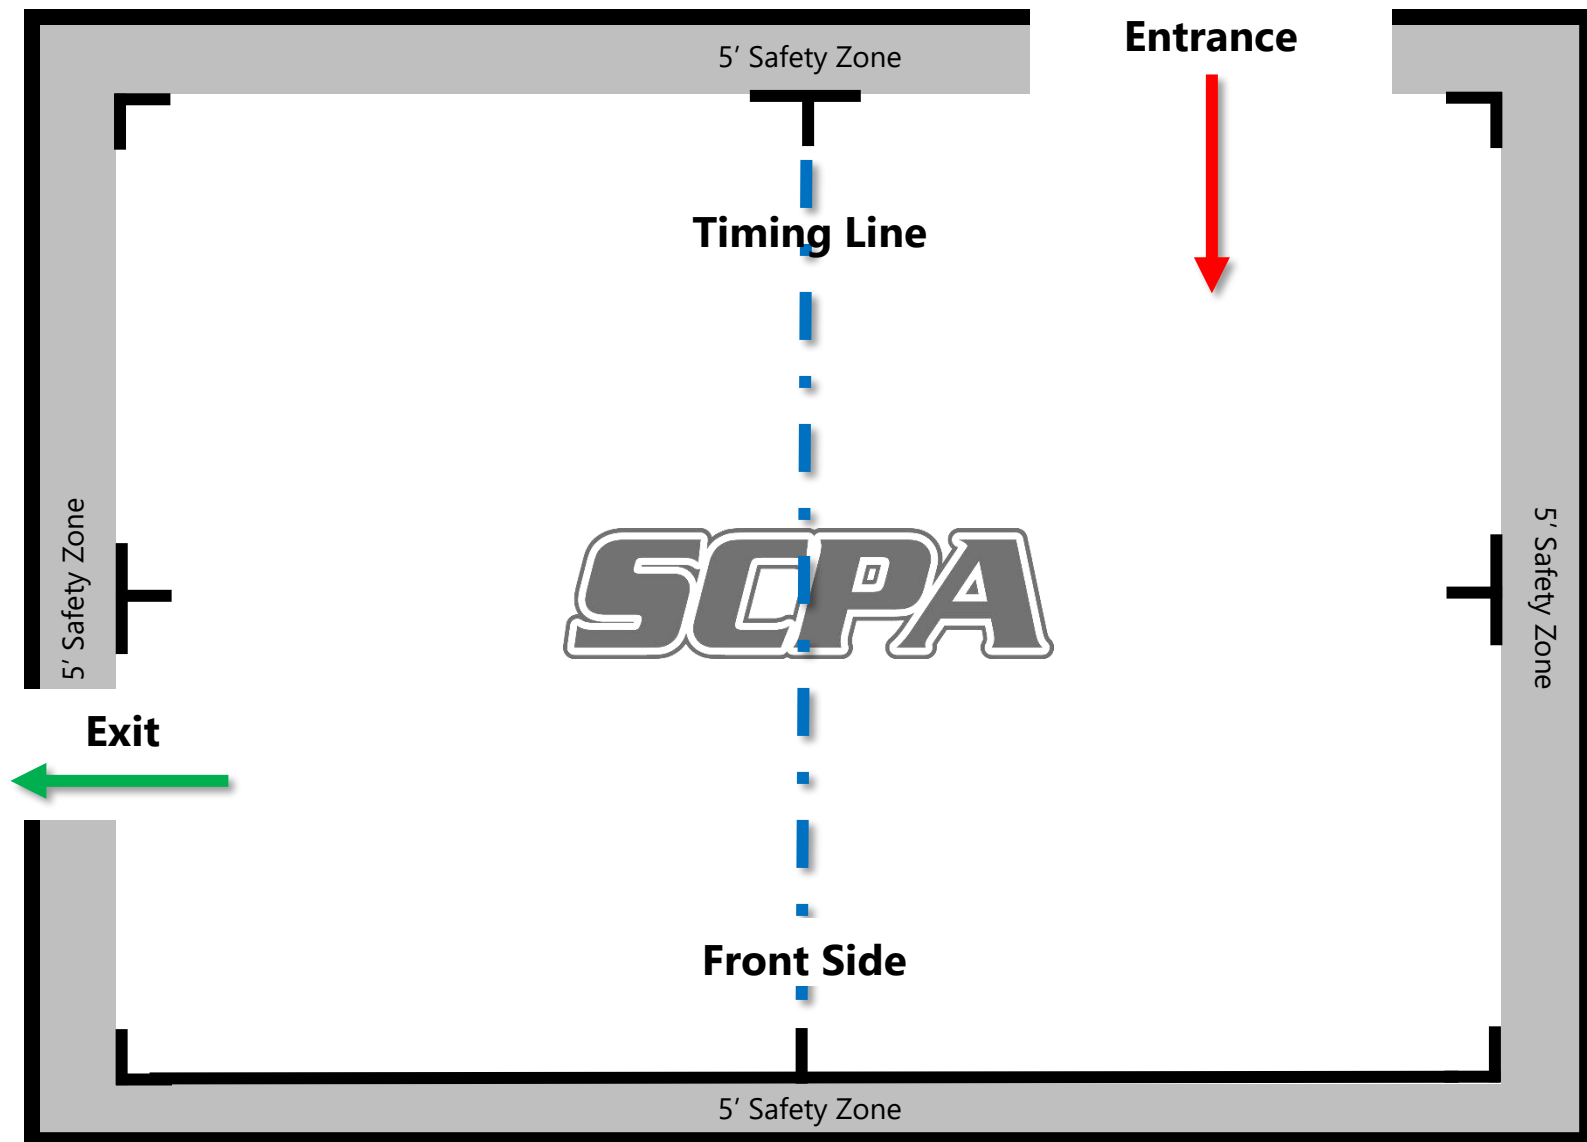 Entrance
5’ Safety Zone
Timing Line
5’ Safety Zone
SCPA
5’ Safety Zone
Exit
Front Side
5’ Safety Zone